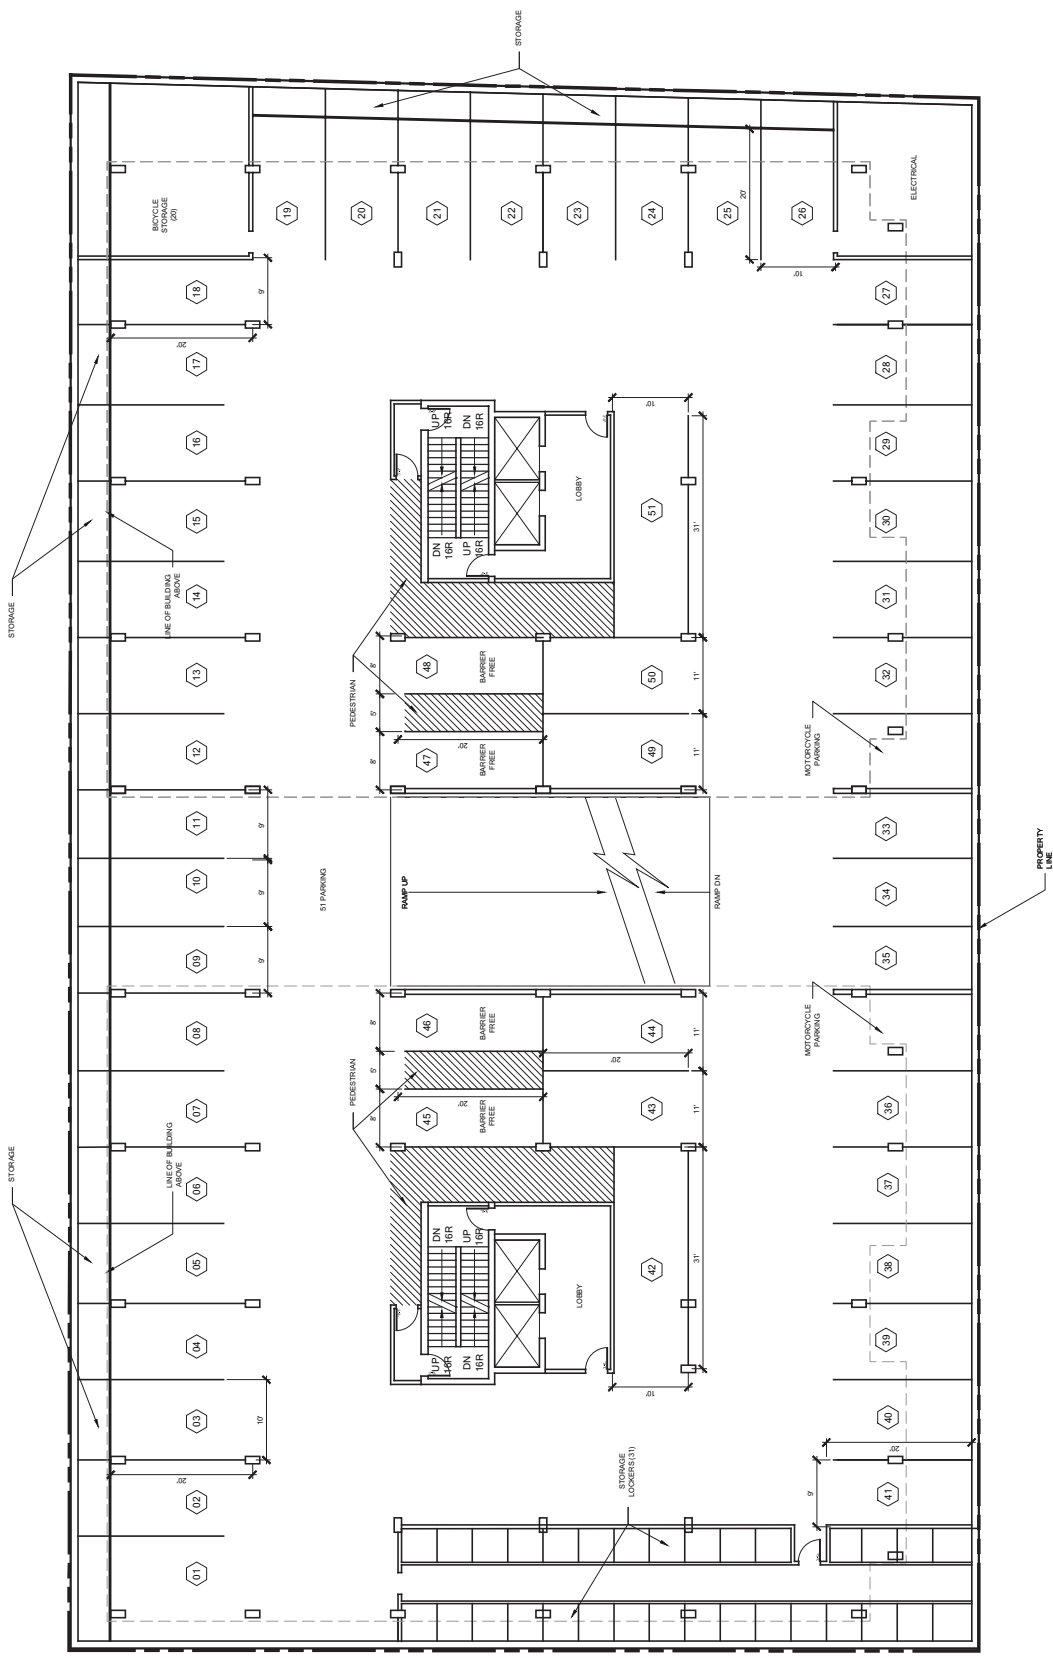 STORAGE
STORAGE
STORAGE
BICYCLE
STORAGE
(20)
ELECTRICAL
19
20
21
22
23
24
25
26
20'
10'
18
17
16
15
14
13
12
11
10
09
08
07
06
05
04
03
02
01
9'
20'
9'
9'
9'
10'
20'
LINE OF BUILDING
ABOVE
LINE OF BUILDING
ABOVE
27
28
29
30
31
32
33
34
35
36
37
38
39
40
41
20'
9'
UP
16R
DN
16R
DN
16R
UP
16R
LOBBY
51
10'
31'
PEDESTRIAN
48
BARRIER
FREE
8'
5'
8'
20'
47
BARRIER
FREE
50
11'
49
11'
MOTORCYCLE
PARKING
51 PARKING
RAMP UP
RAMP DN
PROPERTY
LINE
46
BARRIER
FREE
8'
5'
8'
20'
45
BARRIER
FREE
44
11'
20'
43
11'
MOTORCYCLE
PARKING
PEDESTRIAN
DN
16R
UP
16R
UP
16R
DN
16R
LOBBY
42
31'
10'
STORAGE
LOCKERS (31)